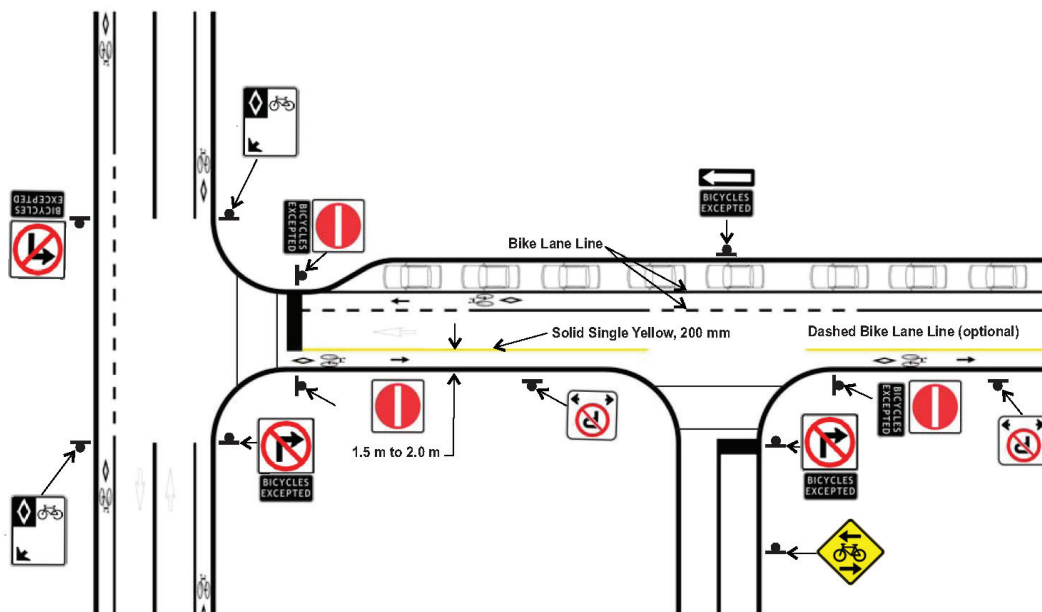 BICYCLES
EXCEPTED
BICYCLES
EXCEPTED
BICYCLES
EXCEPTED
Bike Lane Line
Solid Single Yellow, 200 mm
Dashed Bike Lane Line (optional)
1.5 m to 2.0 m
BICYCLES
EXCEPTED
BICYCLES
EXCEPTED
BICYCLES
EXCEPTED
P
P